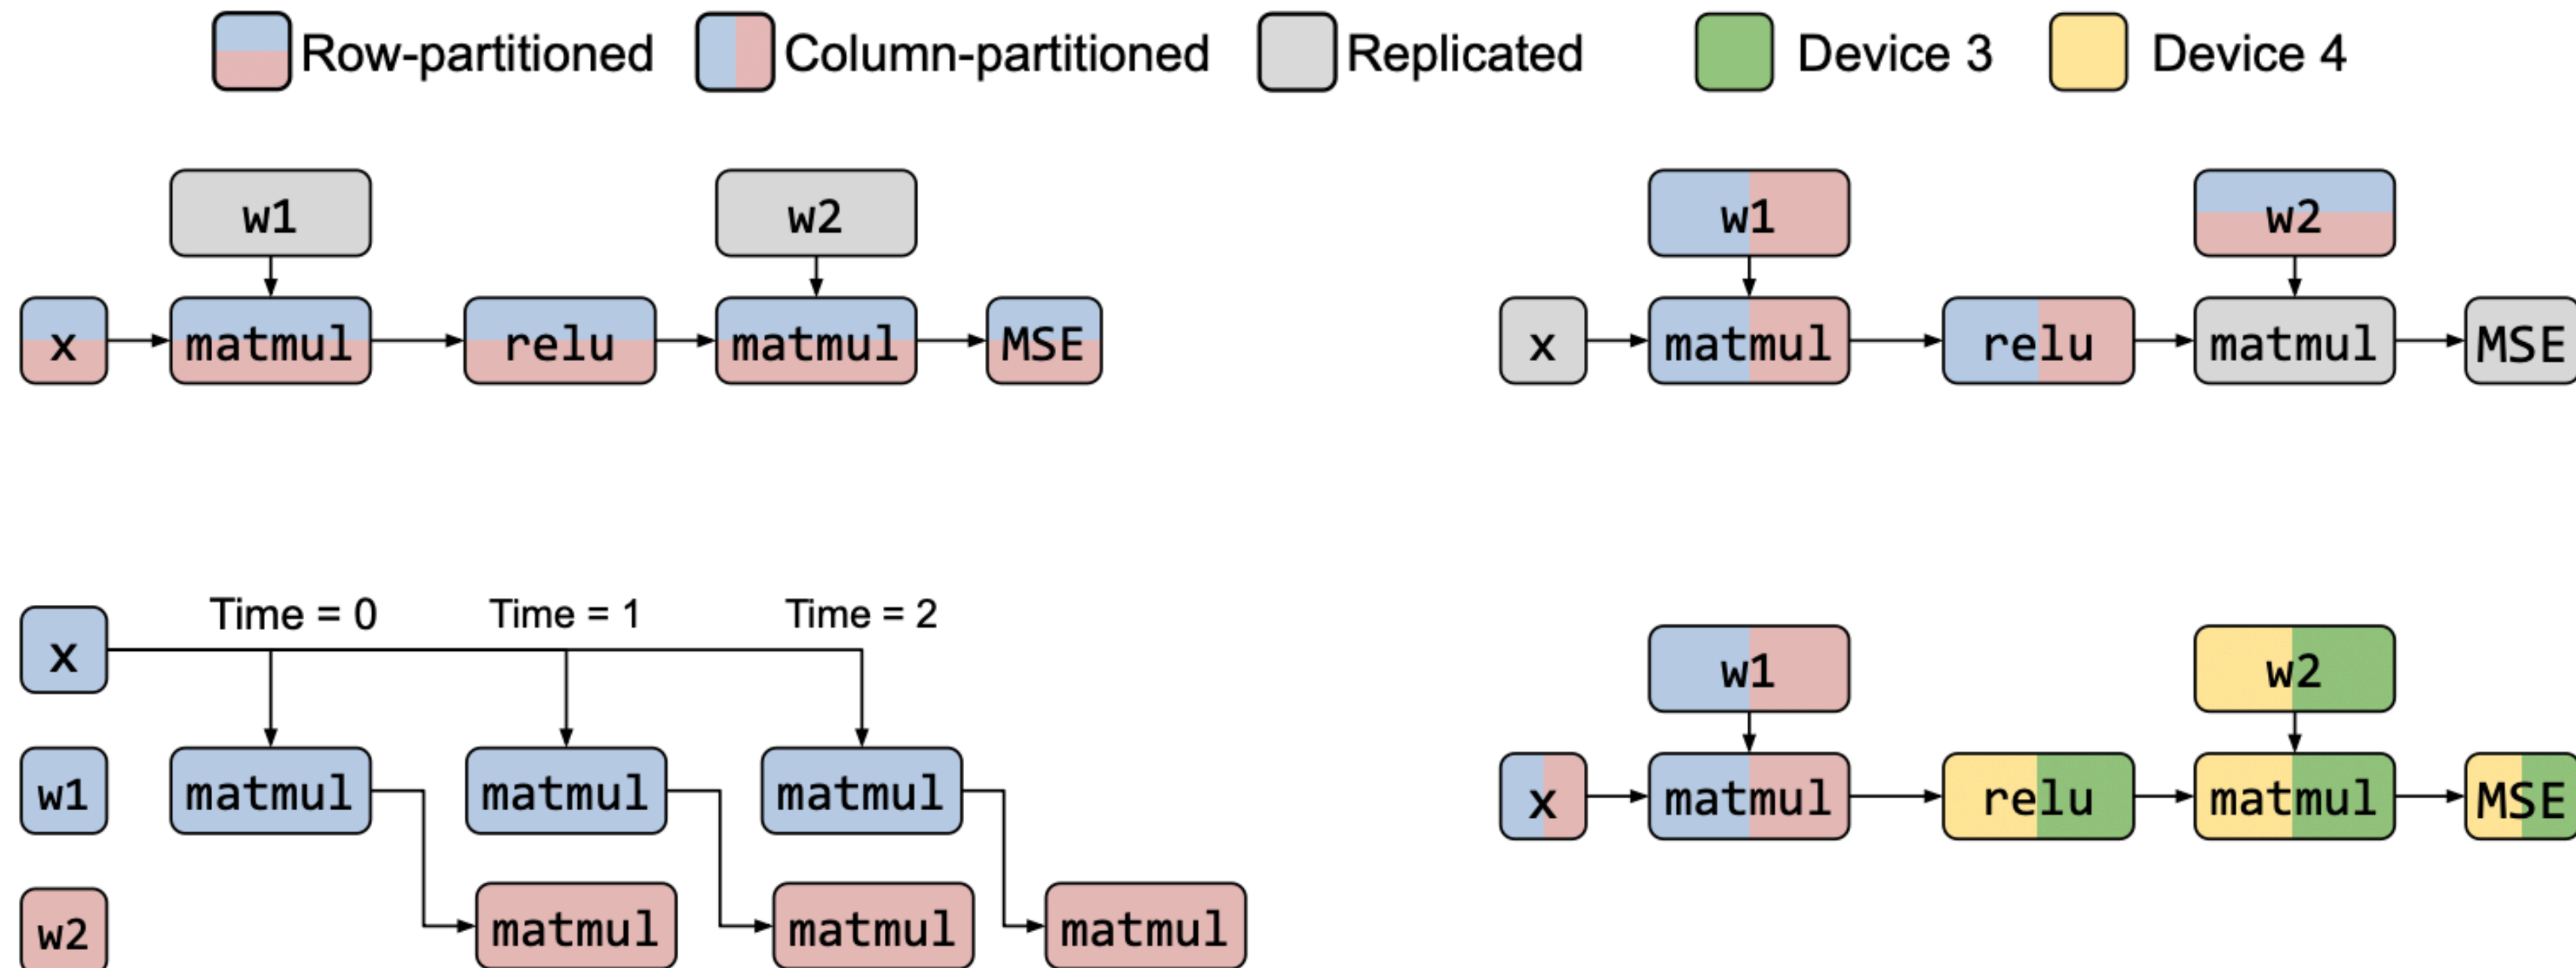 Row-partitioned Column-partitioned Replicated Device 3 Device 4
w1 w2
x matmul relu matmul MSE
w1 w2
x matmul relu matmul MSE
Time = 0 Time = 1 Time = 2
x
w1 matmul matmul matmul
w2 matmul matmul matmul
w1 w2
x matmul relu matmul MSE